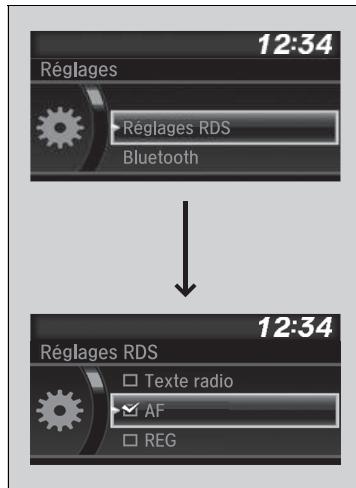 12:34
Réglages
Réglages RDS
Bluetooth
12:34
Réglages RDS
Texte radio
AF
REG